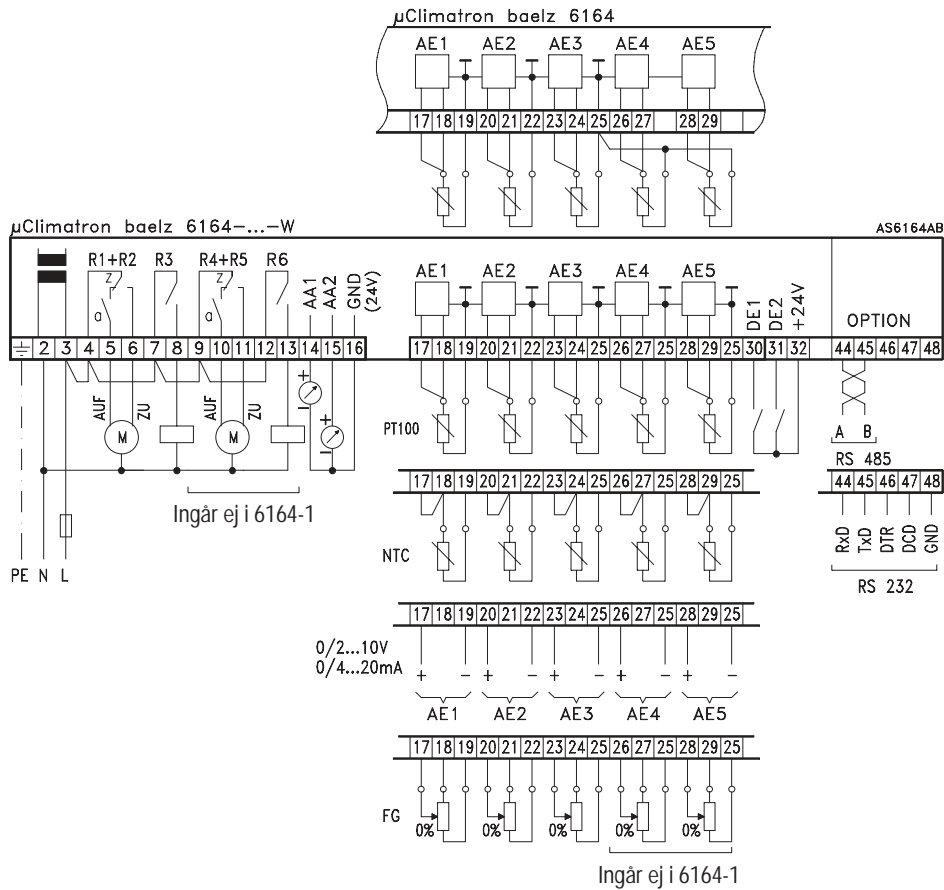 µClimatron baelz 6164
AE1 AE2 AE3 AE4 AE5
17 18 19 20 21 22 23 24 25 26 27 28 29
µClimatron baelz 6164-...-W
AS6164AB
R1+R2 R3 R4+R5 R6
Z Z
a a
AA1
AA2
GND
(24V)
AE1 AE2 AE3 AE4 AE5
DE1
DE2
+24V
OPTION
2 3 4 5 6 7 8 9 10 11 12 13 14 15 16
17 18 19 20 21 22 23 24 25 26 27 25 28 29 25 30 31 32
44 45 46 47 48
AUF ZU AUF ZU
M M
+ I
+ I
PT100
A B
RS 485
17 18 19 20 21 22 23 24 25 26 27 25 28 29 25
44 45 46 47 48
Ingår ej i 6164-1
NTC
RxD
TxD
DTR
DCD
GND
RS 232
PE N L
17 18 19 20 21 22 23 24 25 26 27 25 28 29 25
0/2...10V
0/4...20mA
+ − + − + − + − + −
AE1 AE2 AE3 AE4 AE5
17 18 19 20 21 22 23 24 25 26 27 25 28 29 25
FG
0% 0% 0% 0% 0%
Ingår ej i 6164-1